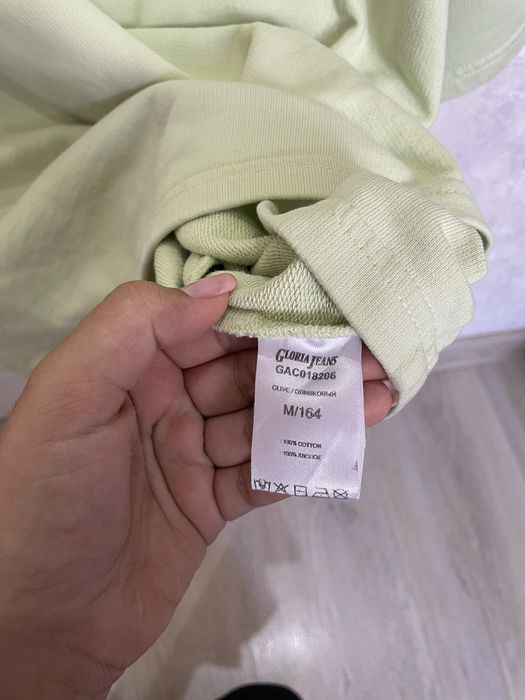 GLORIA JEANS
GAC018206
OLIVE / ОЛИВКОВЫЙ
M/164
: 100% COTTON
100% ХЛОПОК